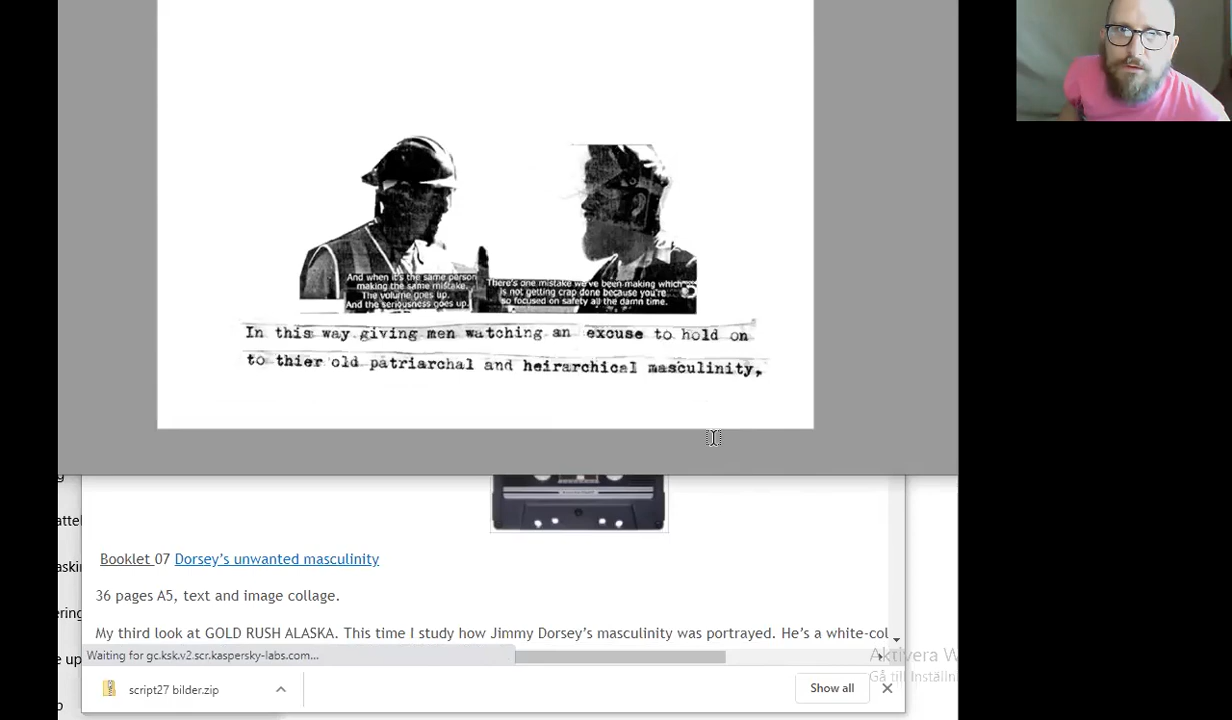 And when it's the same person
making the same mistake.
The volume goes up.
And the seriousness goes up.
There's one mistake we've been making which
is not getting crap done because you're
so focused on safety all the damn time.
In this way giving men watching an excuse to hold on
to thier old patriarchal and heirarchical masculinity,
Booklet 07 Dorsey's unwanted masculinity
36 pages A5, text and image collage.
My third look at GOLD RUSH ALASKA. This time I study how Jimmy Dorsey's masculinity was portrayed. He's a white-col
Waiting for gc.ksk.v2.scr.kaspersky-labs.com...
Aktivera W
Gå till Inställn
script27 bilder.zip
Show all